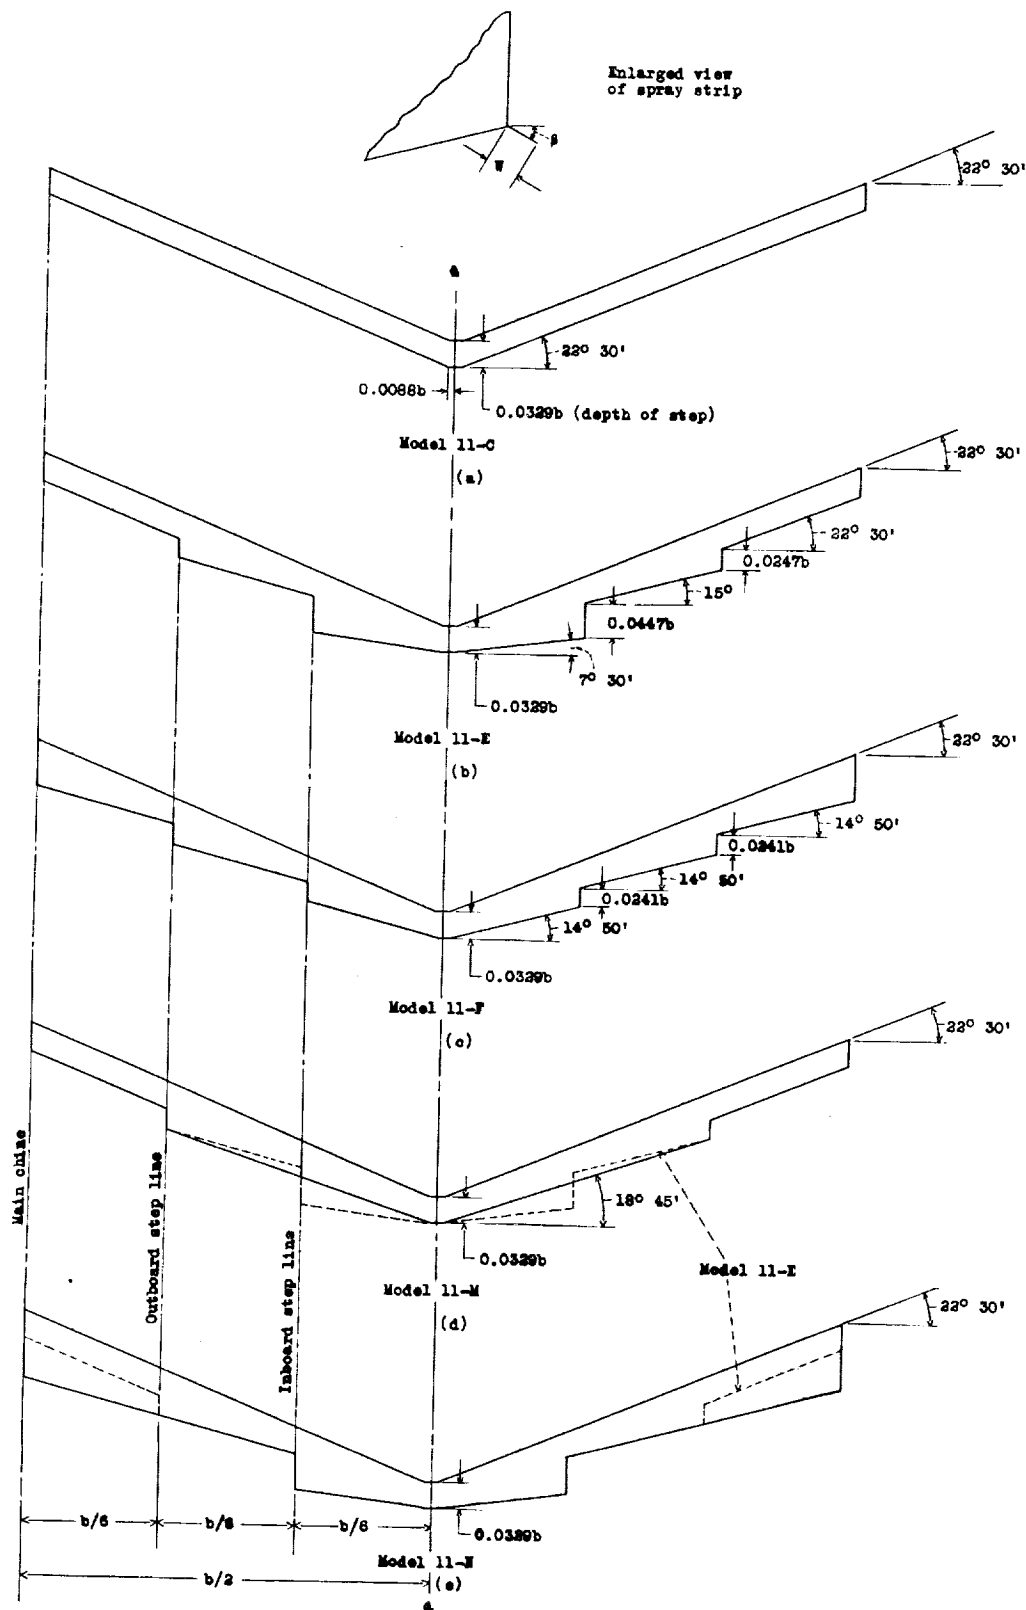 Enlarged view
of spray strip
β
W
22° 30'
22° 30'
0.0088b
0.0329b (depth of step)
Model 11-C
(a)
22° 30'
22° 30'
0.0247b
15°
0.0447b
7° 30'
0.0329b
Model 11-E
(b)
22° 30'
14° 50'
0.0241b
14° 50'
0.0241b
14° 50'
0.0329b
Model 11-F
(c)
22° 30'
18° 45'
0.0329b
Model 11-M
(d)
Model 11-E
22° 30'
Main chine
Outboard step line
Inboard step line
b/6
b/6
b/6
0.0329b
Model 11-N
(e)
b/2